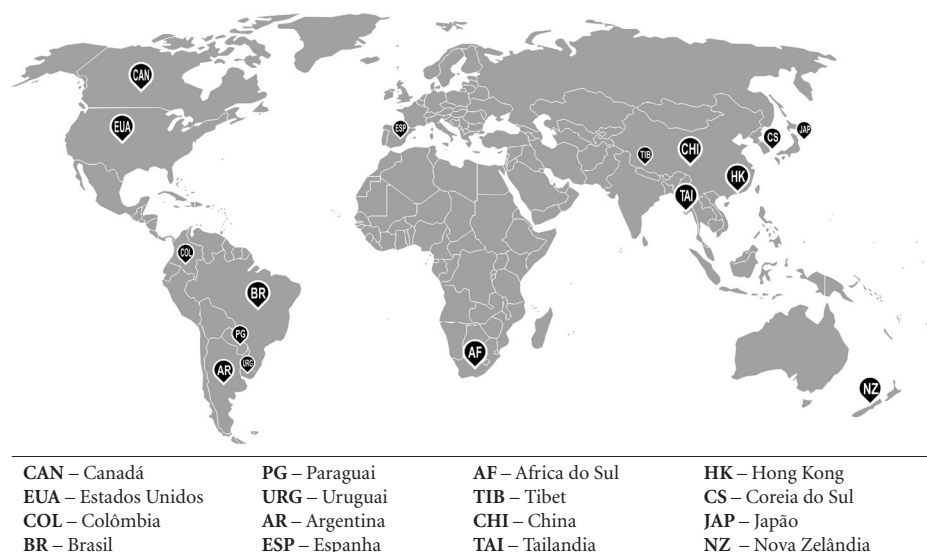 CAN
EUA
ESP
CS
JAP
TIB
CHI
HK
TAI
COL
BR
PG
URG
AR
AF
NZ
CAN – Canadá PG – Paraguai AF – Africa do Sul HK – Hong Kong
EUA – Estados Unidos URG – Uruguai TIB – Tibet CS – Coreia do Sul
COL – Colômbia AR – Argentina CHI – China JAP – Japão
BR – Brasil ESP – Espanha TAI – Tailandia NZ – Nova Zelândia